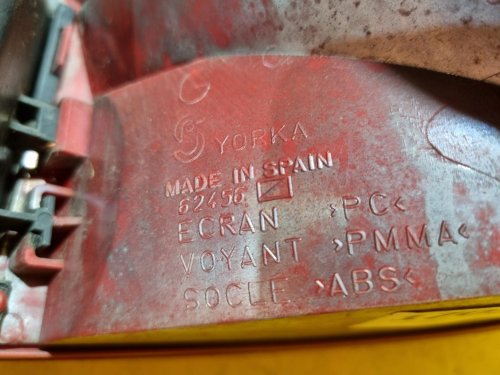 YORKA
MADE IN SPAIN
62456
ECRAN >PC<
VOYANT >PMMA<
SOCLE >ABS<